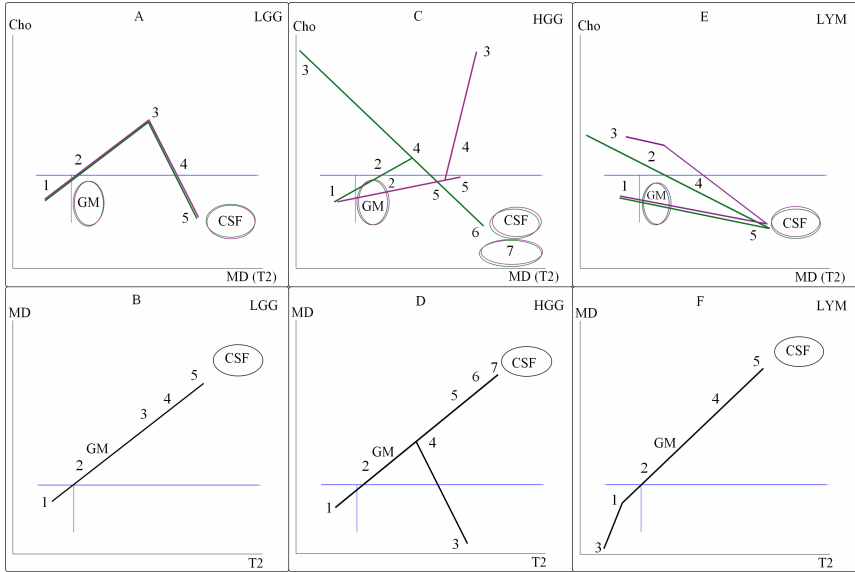 A LGG
Cho
3
2
4
1
GM
5
CSF
MD (T2)
C HGG
Cho
3
3
4
4
2
2
5
5
1
GM
CSF
6
7
MD (T2)
E LYM
Cho
3
2
4
1
GM
CSF
5
MD (T2)
B LGG
MD
CSF
5
4
3
GM
2
1
T2
D HGG
MD
CSF
7
6
5
4
GM
2
1
3
T2
F LYM
MD
CSF
5
4
GM
2
1
3
T2